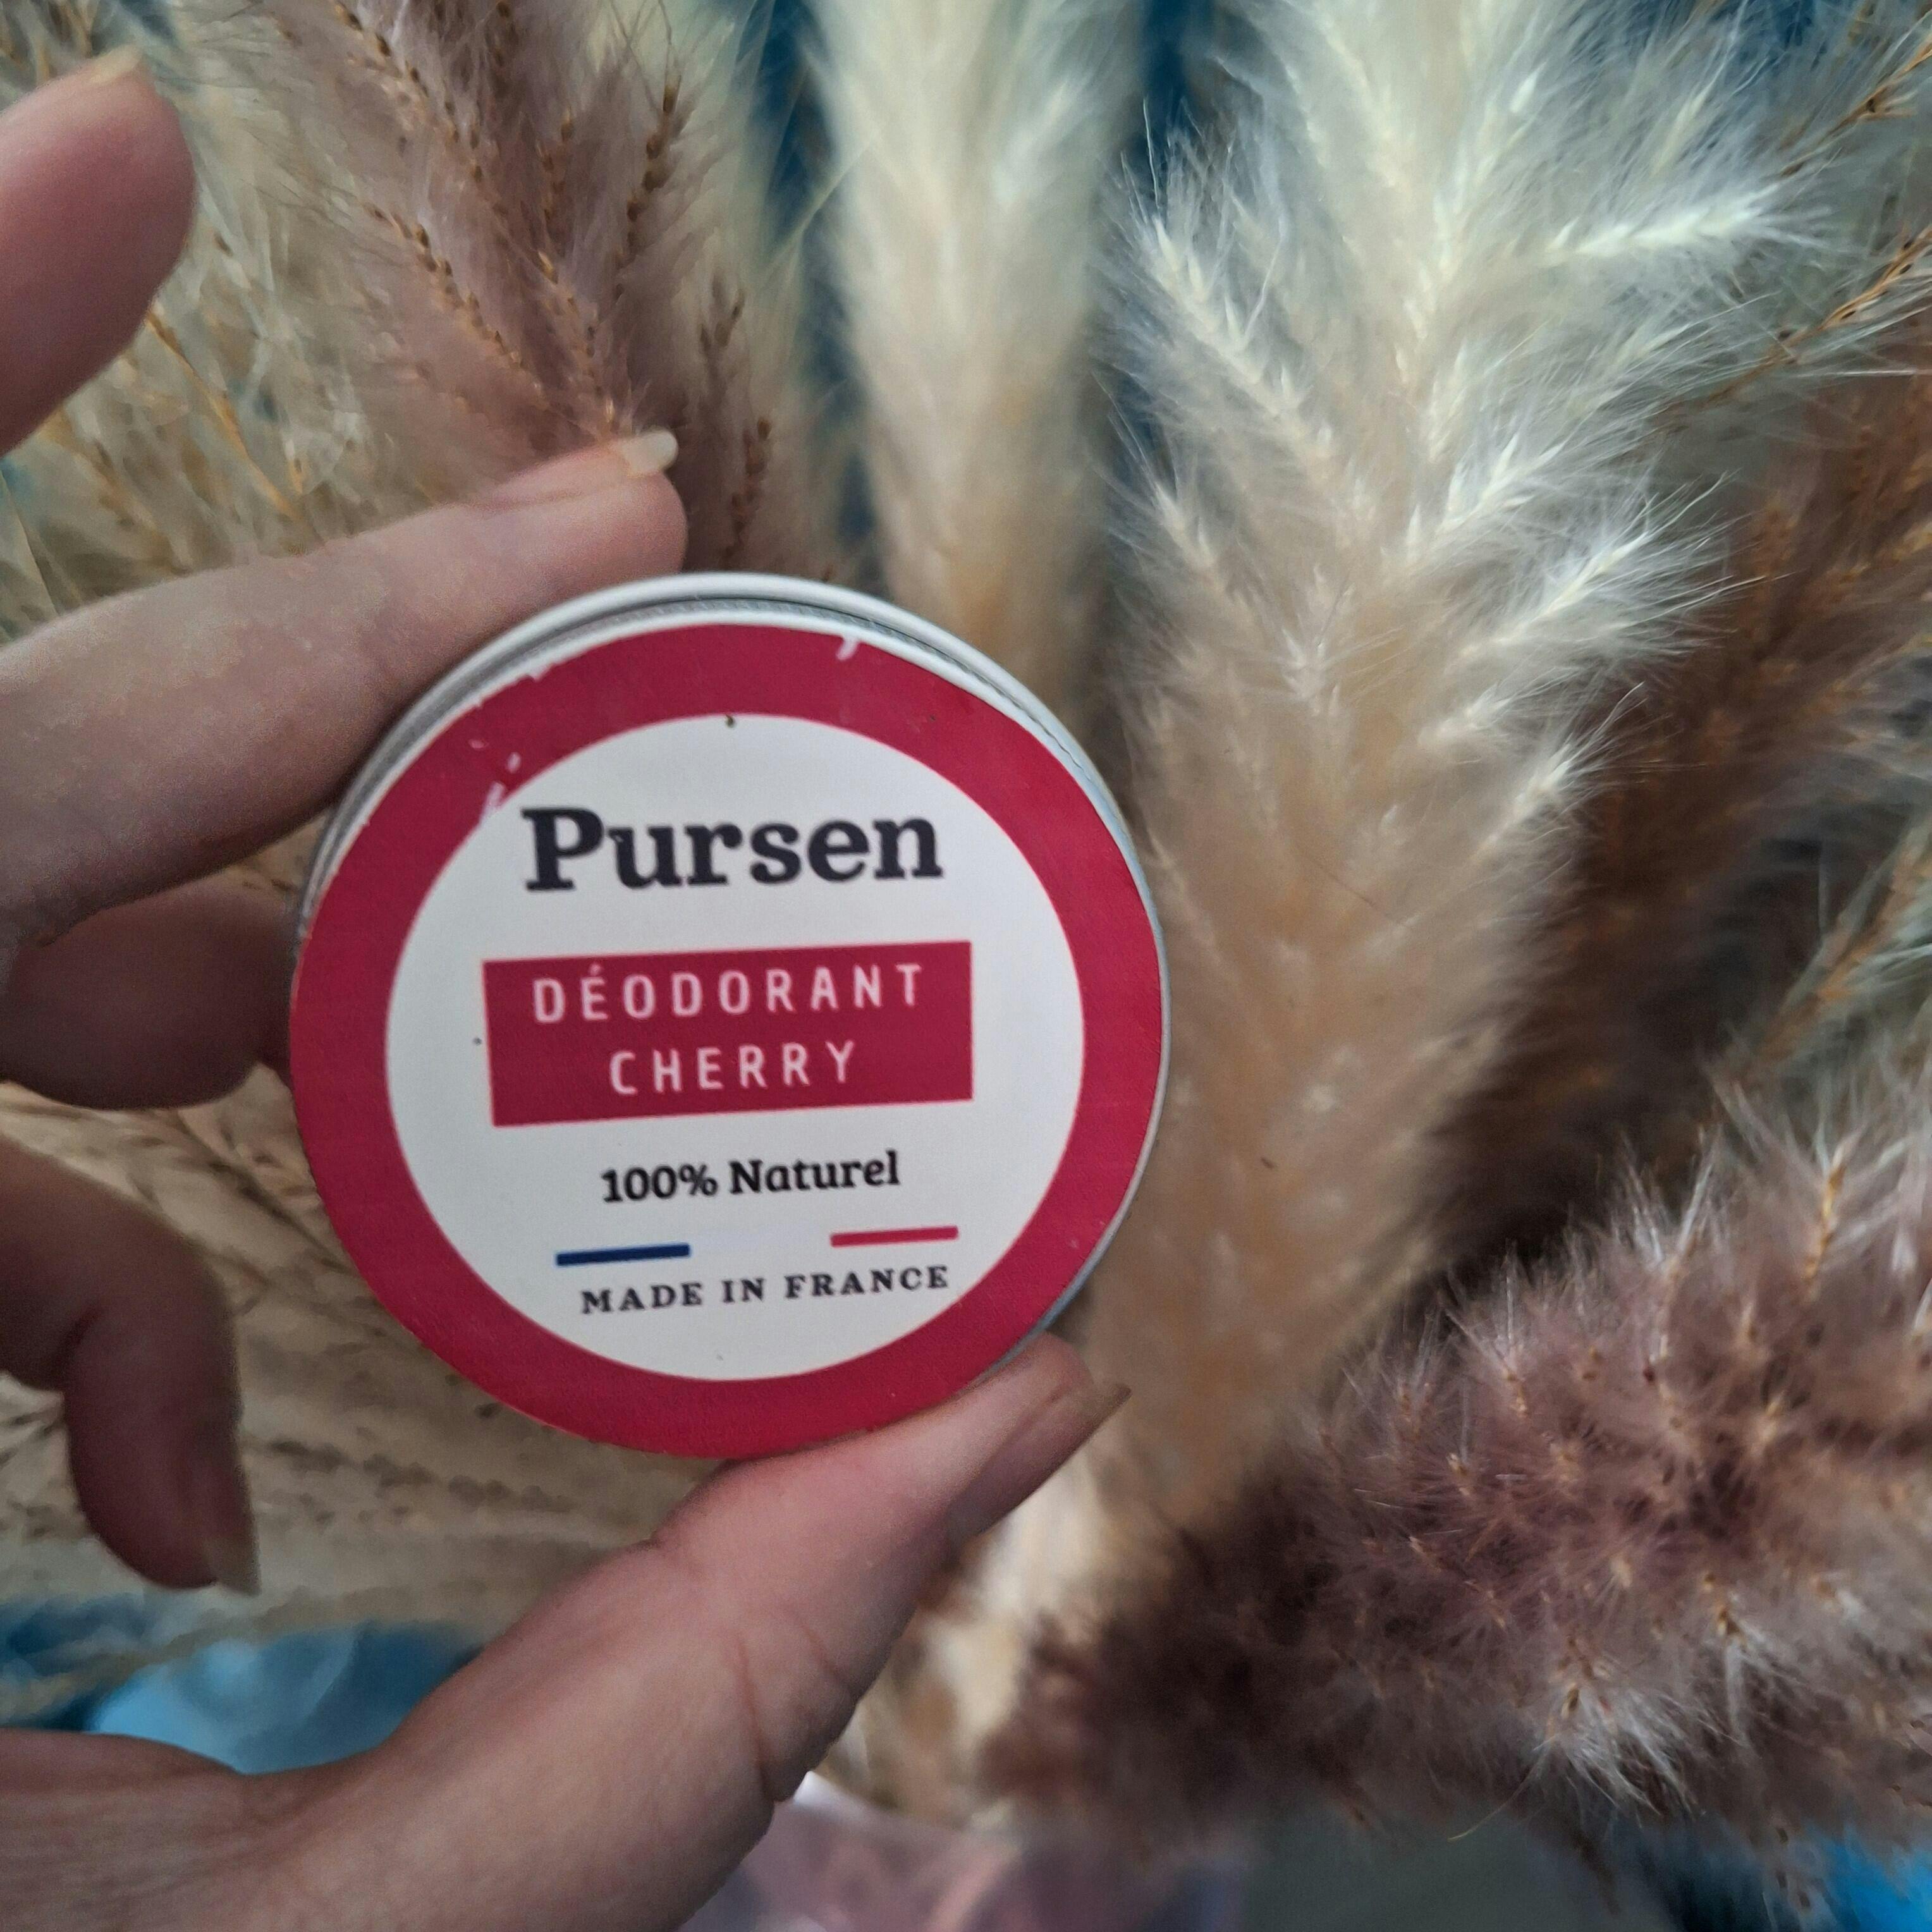 Pursen
DÉODORANT
CHERRY
100% Naturel
MADE IN FRANCE